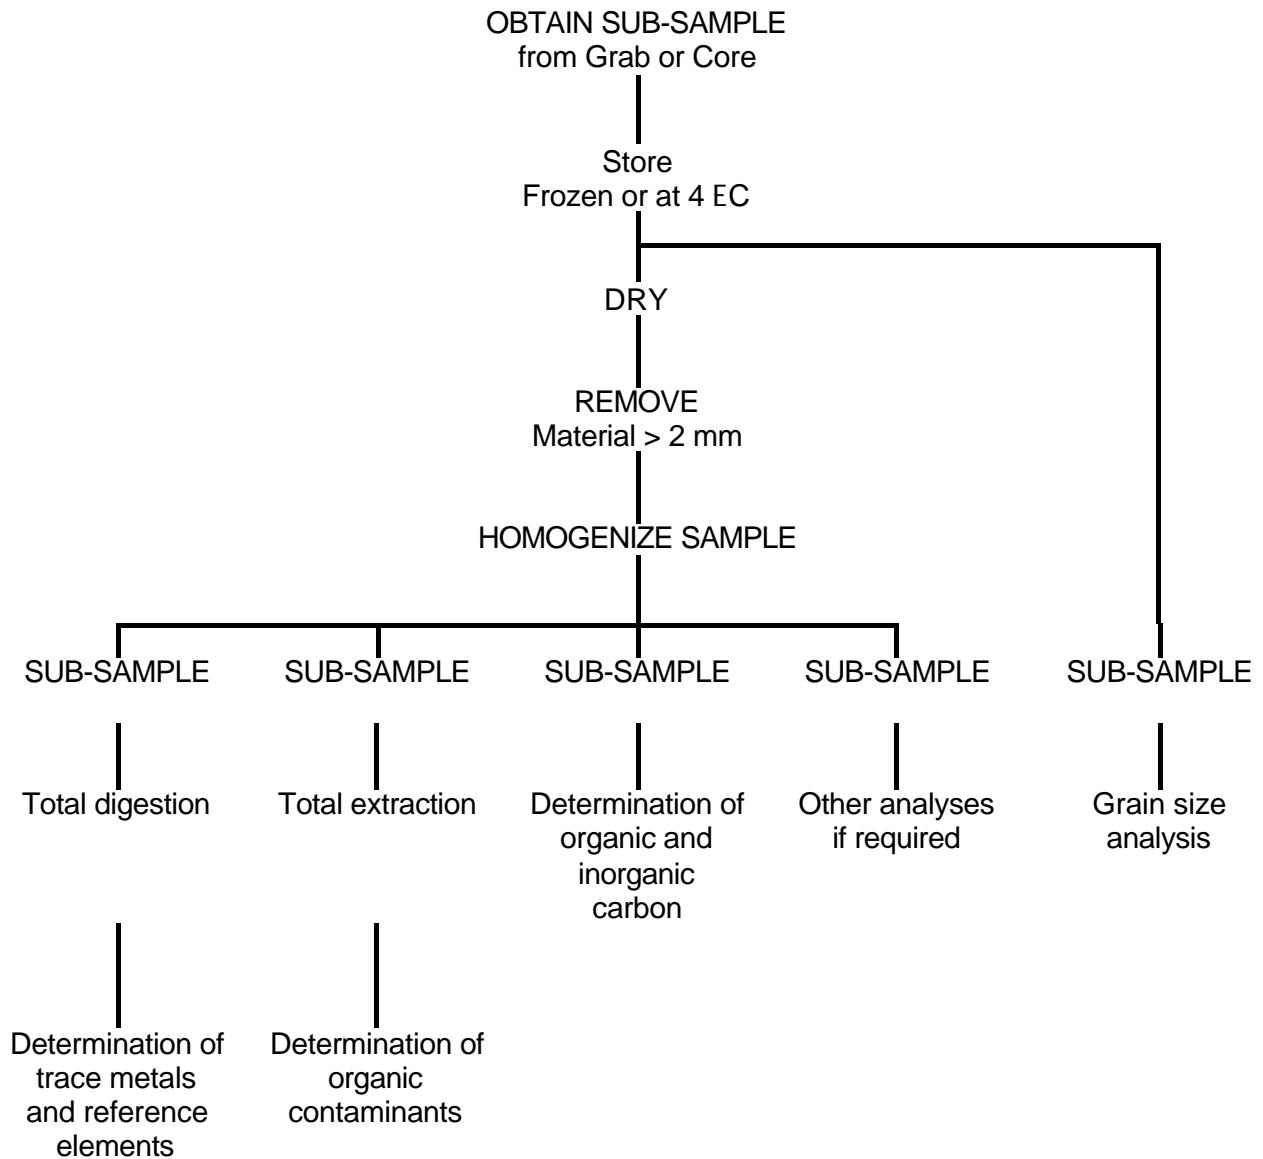 OBTAIN SUB-SAMPLE
from Grab or Core
Store
Frozen or at 4 EC
DRY
REMOVE
Material > 2 mm
HOMOGENIZE SAMPLE
SUB-SAMPLE
SUB-SAMPLE
SUB-SAMPLE
SUB-SAMPLE
SUB-SAMPLE
Total digestion
Total extraction
Determination of
organic and
inorganic
carbon
Other analyses
if required
Grain size
analysis
Determination of
trace metals
and reference
elements
Determination of
organic
contaminants